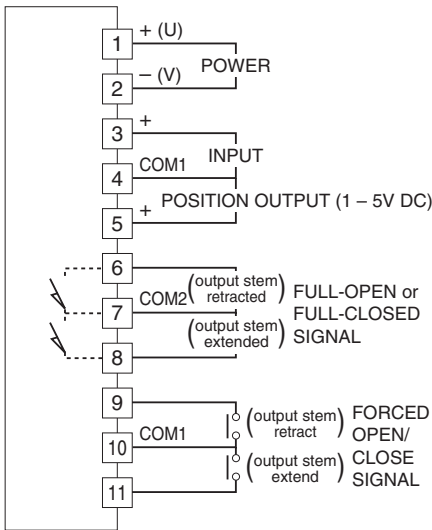 1 + (U)
POWER
2 – (V)
3 +
INPUT
4 COM1
POSITION OUTPUT (1 – 5V DC)
5 +
6
(output stem retracted)
7 COM2
FULL-OPEN or
FULL-CLOSED
SIGNAL
(output stem extended)
8
9
(output stem retract)
10 COM1
FORCED
OPEN/
CLOSE
SIGNAL
(output stem extend)
11